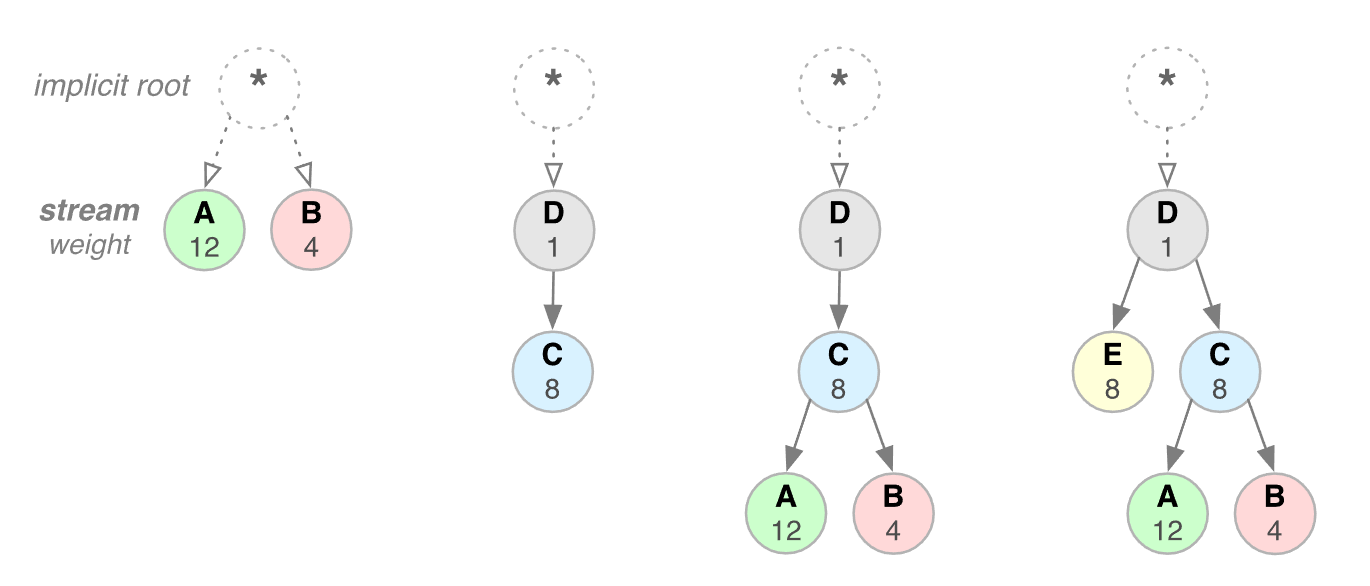 implicit root * * * *
stream A B D D D
weight 12 4 1 1 1
C C E C
8 8 8 8
A B A B
12 4 12 4